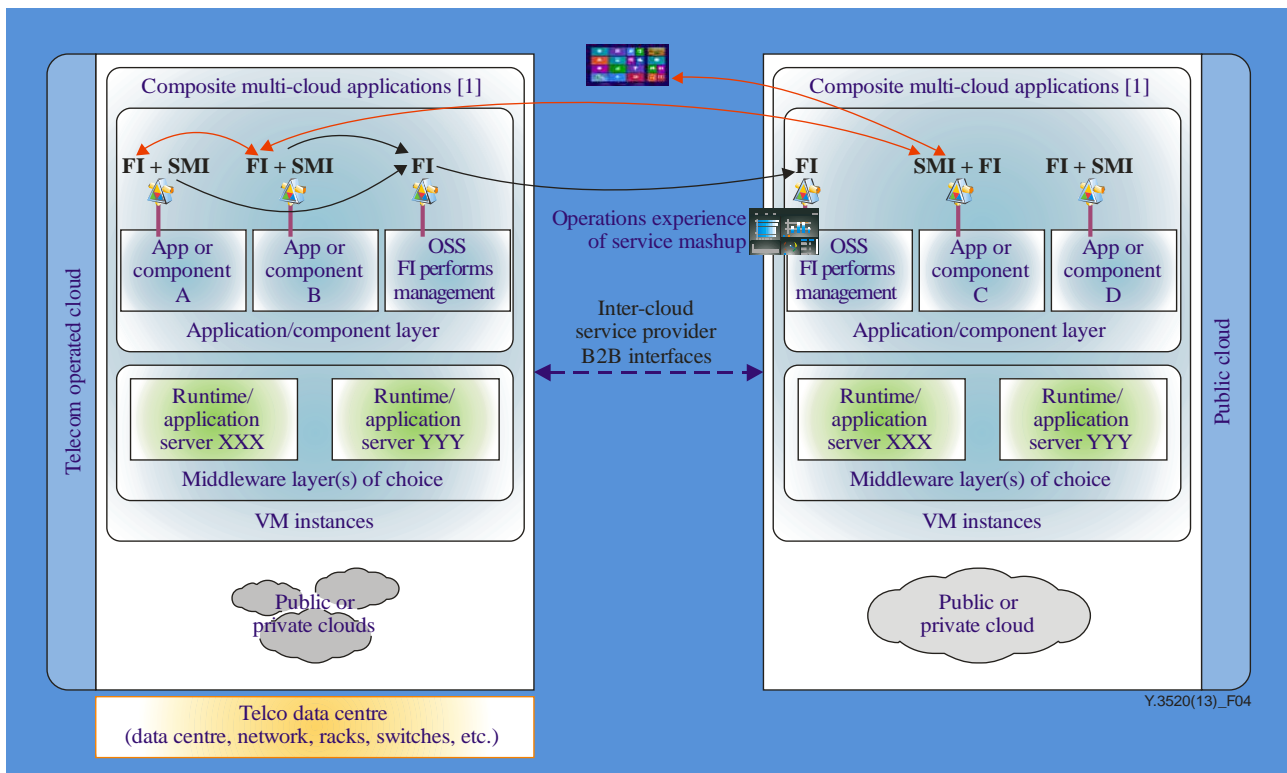 Telecom operated cloud
Composite multi-cloud applications [1]
FI + SMI
FI + SMI
FI
App or
component
A
App or
component
B
OSS
FI performs
management
Application/component layer
Runtime/
application
server XXX
Runtime/
application
server YYY
Middleware layer(s) of choice
VM instances
Public or
private clouds
Telco data centre
(data centre, network, racks, switches, etc.)
Operations experience
of service mashup
Inter-cloud
service provider
B2B interfaces
Composite multi-cloud applications [1]
FI
SMI + FI
FI + SMI
OSS
FI performs
management
App or
component
C
App or
component
D
Application/component layer
Runtime/
application
server XXX
Runtime/
application
server YYY
Middleware layer(s) of choice
VM instances
Public or
private cloud
Public cloud
Y.3520(13)_F04